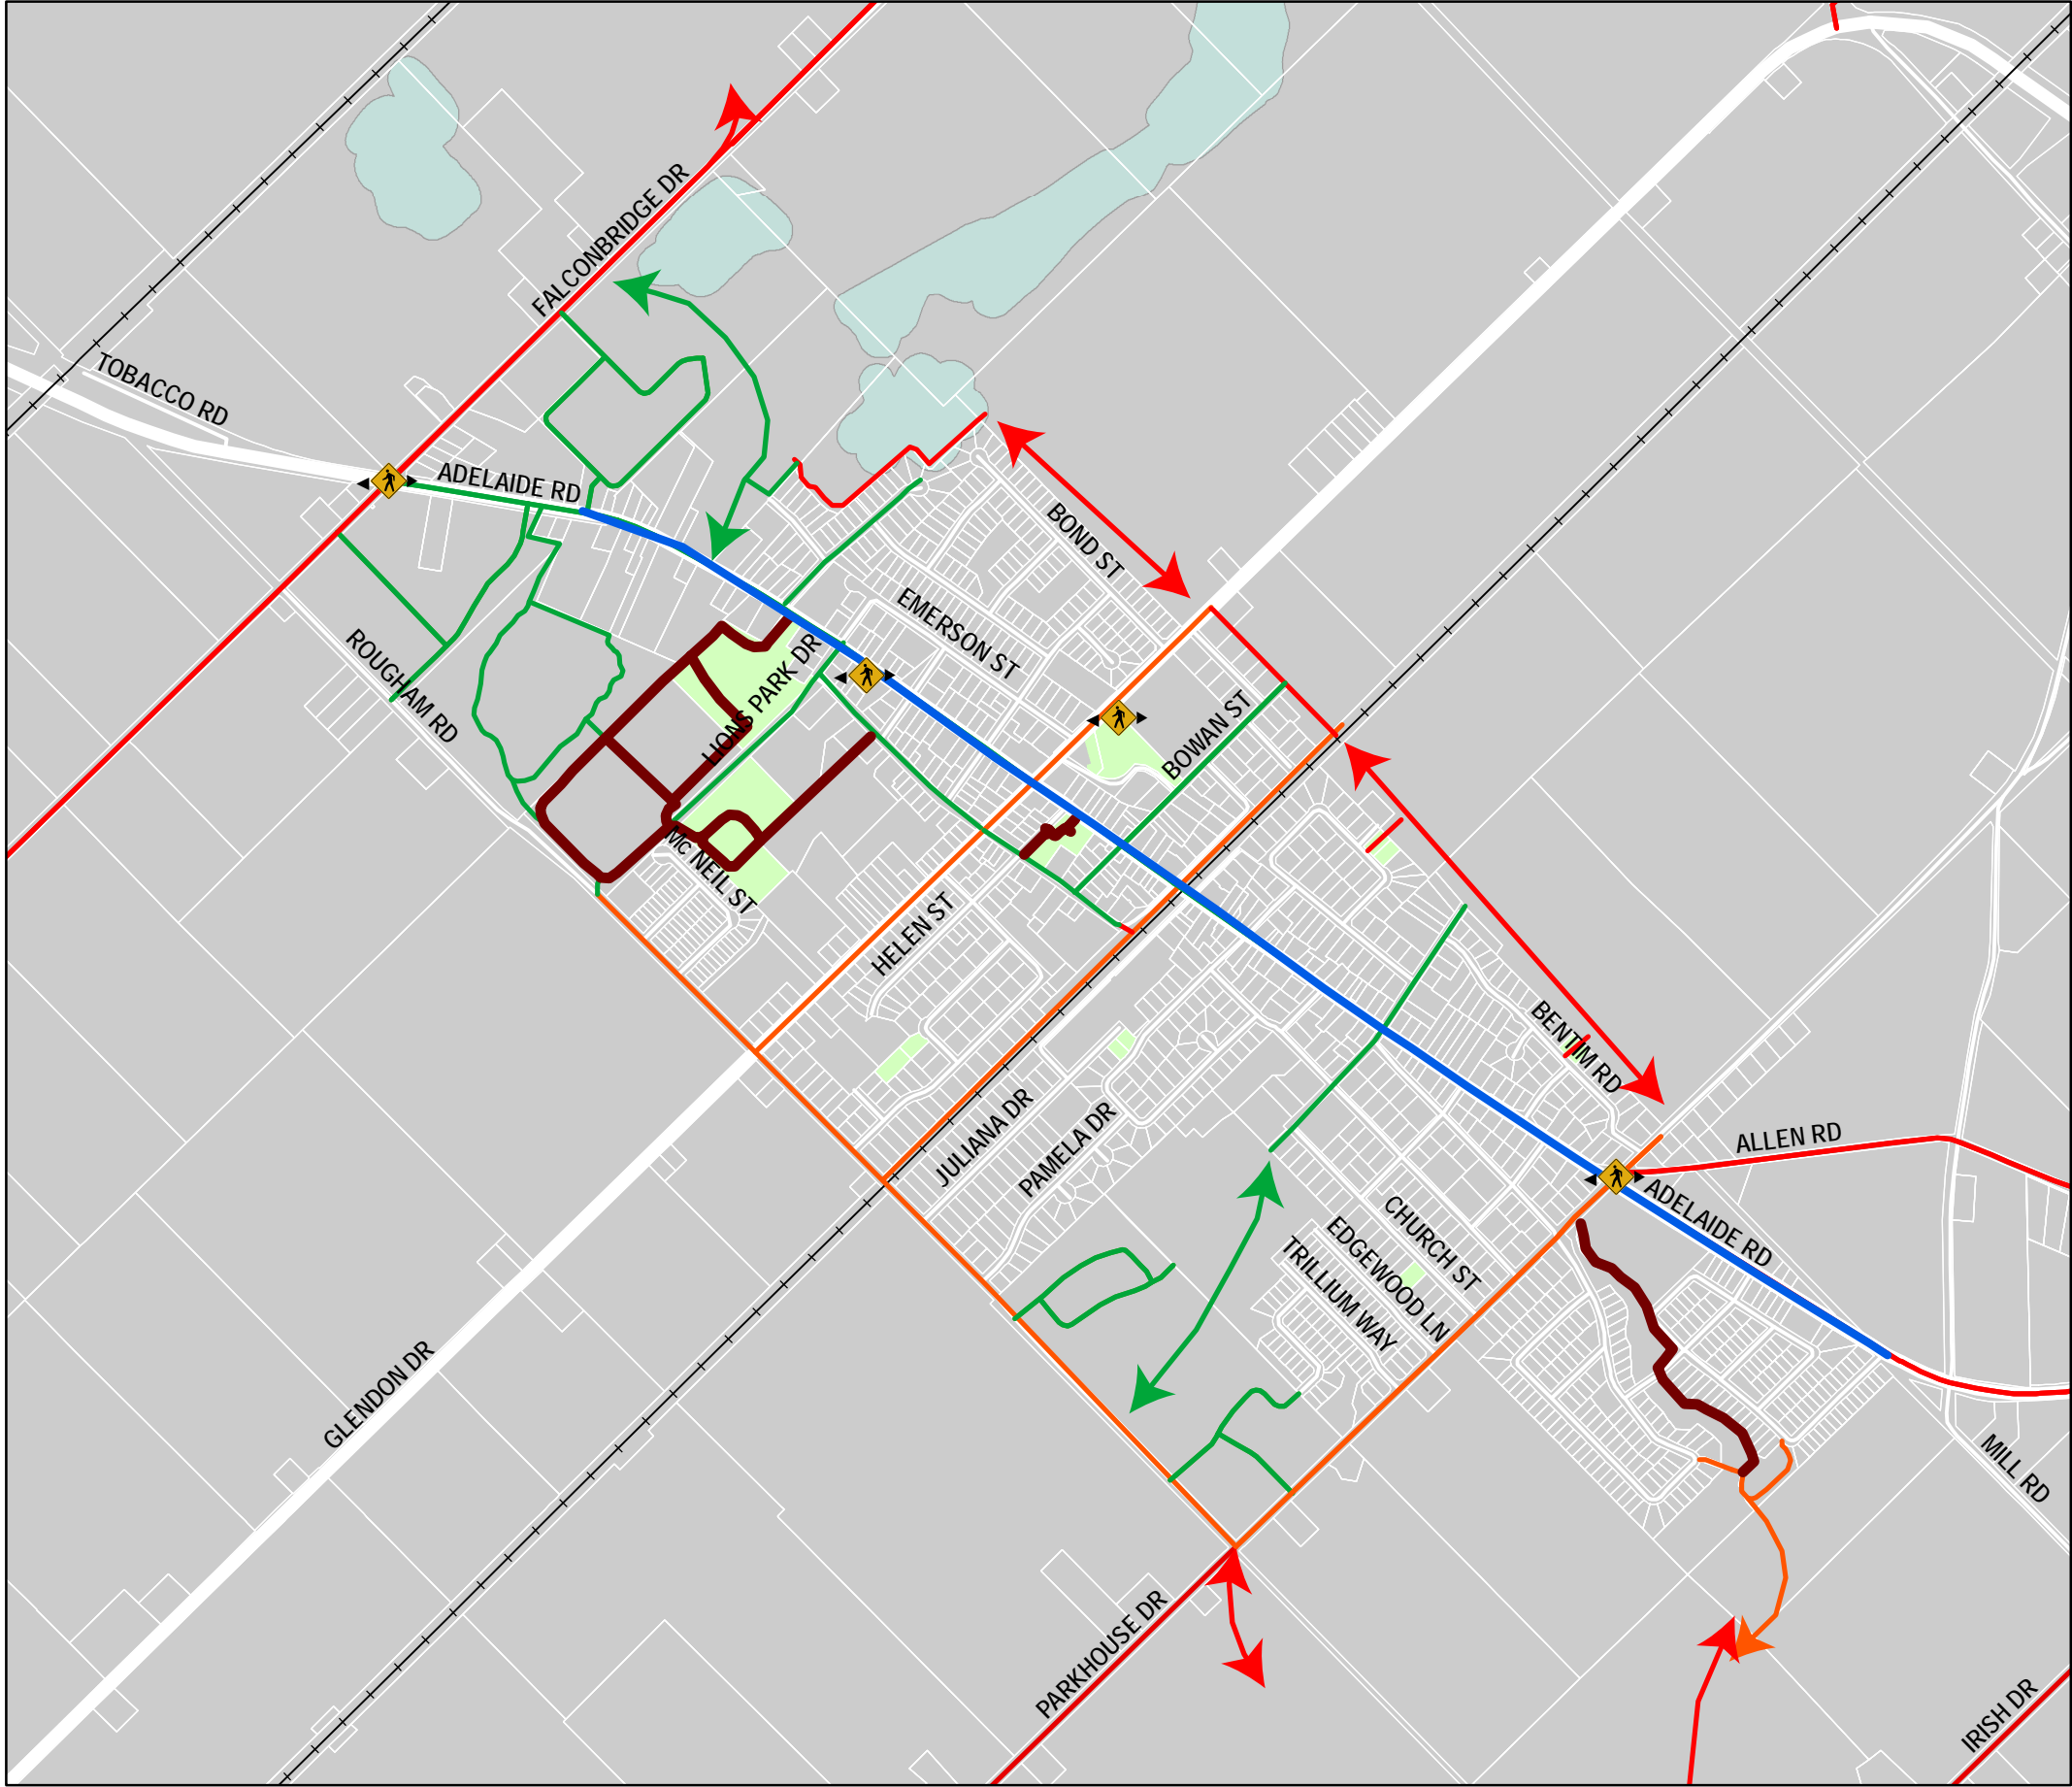 FALCONBRIDGE DR
TOBACCO RD
ADELAIDE RD
BOND ST
EMERSON ST
ROUGHAM RD
LIONS PARK DR
BOWAN ST
Mc NEIL ST
HELEN ST
BENTIM RD
JULIANA DR
PAMELA DR
ALLEN RD
ADELAIDE RD
CHURCH ST
EDGEWOOD LN
TRILLIUM WAY
GLENDON DR
MILL RD
PARKHOUSE DR
IRISH DR